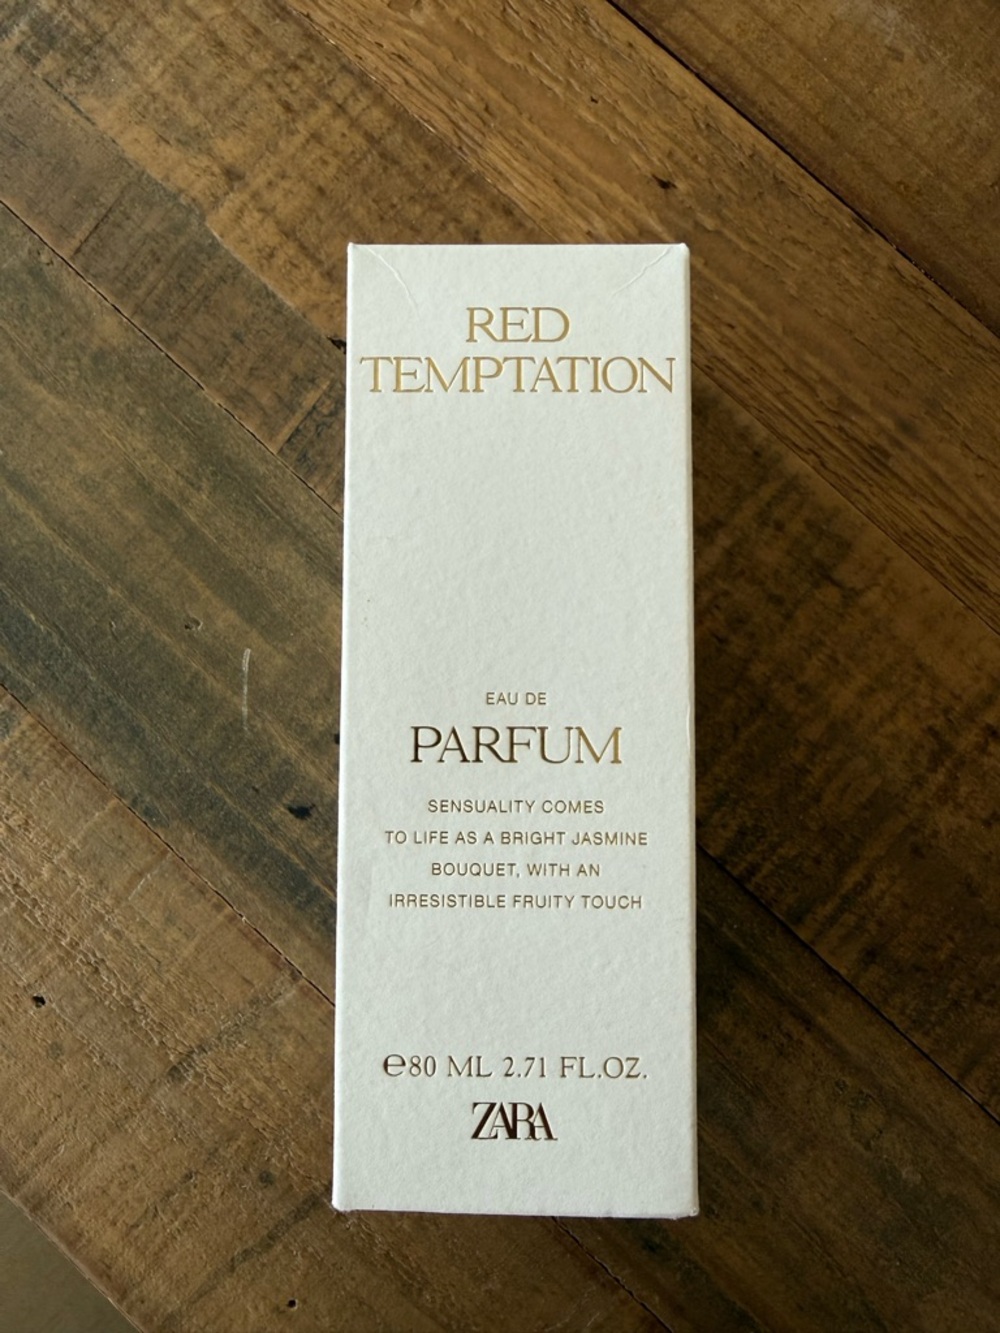 RED
TEMPTATION
EAU DE
PARFUM
SENSUALITY COMES
TO LIFE AS A BRIGHT JASMINE
BOUQUET, WITH AN
IRRESISTIBLE FRUITY TOUCH
℮80 ML 2.71 FL.OZ.
ZARA